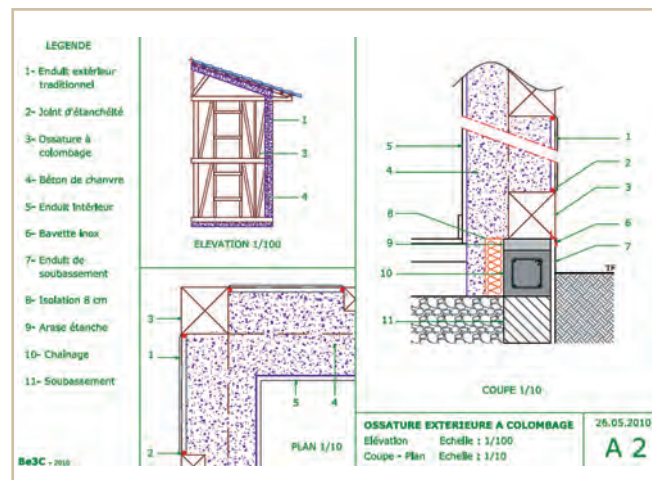 LEGENDE
1- Enduit extérieur
traditionnel
2- Joint d'étanchéité
3- Ossature à
colombage
4- Béton de chanvre
5- Enduit intérieur
6- Bavette inox
7- Enduit de
soubassement
8- Isolation 8 cm
9- Arase étanche
10- Chaînage
11- Soubassement
Be3C - 2010
1
3
4
ELEVATION 1/100
3
1
2
5
4
PLAN 1/10
5
4
8
9
10
11
1
2
3
6
7
TF
COUPE 1/10
OSSATURE EXTERIEURE A COLOMBAGE
Elévation Echelle : 1/100
Coupe - Plan Echelle : 1/10
26.05.2010
A 2